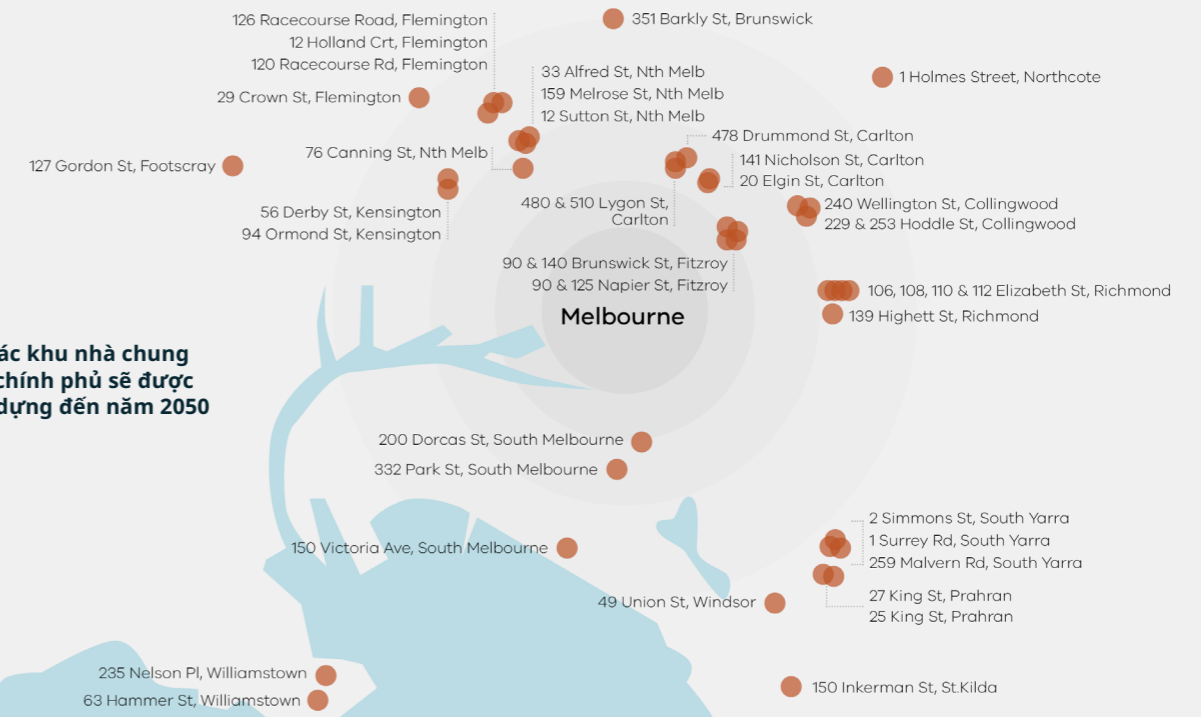 126 Racecourse Road, Flemington
12 Holland Crt, Flemington
120 Racecourse Rd, Flemington
351 Barkly St, Brunswick
1 Holmes Street, Northcote
29 Crown St, Flemington
33 Alfred St, Nth Melb
159 Melrose St, Nth Melb
12 Sutton St, Nth Melb
478 Drummond St, Carlton
127 Gordon St, Footscray
76 Canning St, Nth Melb
141 Nicholson St, Carlton
20 Elgin St, Carlton
56 Derby St, Kensington
94 Ormond St, Kensington
480 & 510 Lygon St,
Carlton
240 Wellington St, Collingwood
229 & 253 Hoddle St, Collingwood
90 & 140 Brunswick St, Fitzroy
90 & 125 Napier St, Fitzroy
106, 108, 110 & 112 Elizabeth St, Richmond
139 Highett St, Richmond
Melbourne
ác khu nhà chung
chính phủ sẽ được
dựng đến năm 2050
200 Dorcas St, South Melbourne
332 Park St, South Melbourne
150 Victoria Ave, South Melbourne
2 Simmons St, South Yarra
1 Surrey Rd, South Yarra
259 Malvern Rd, South Yarra
49 Union St, Windsor
27 King St, Prahran
25 King St, Prahran
235 Nelson Pl, Williamstown
63 Hammer St, Williamstown
150 Inkerman St, St.Kilda